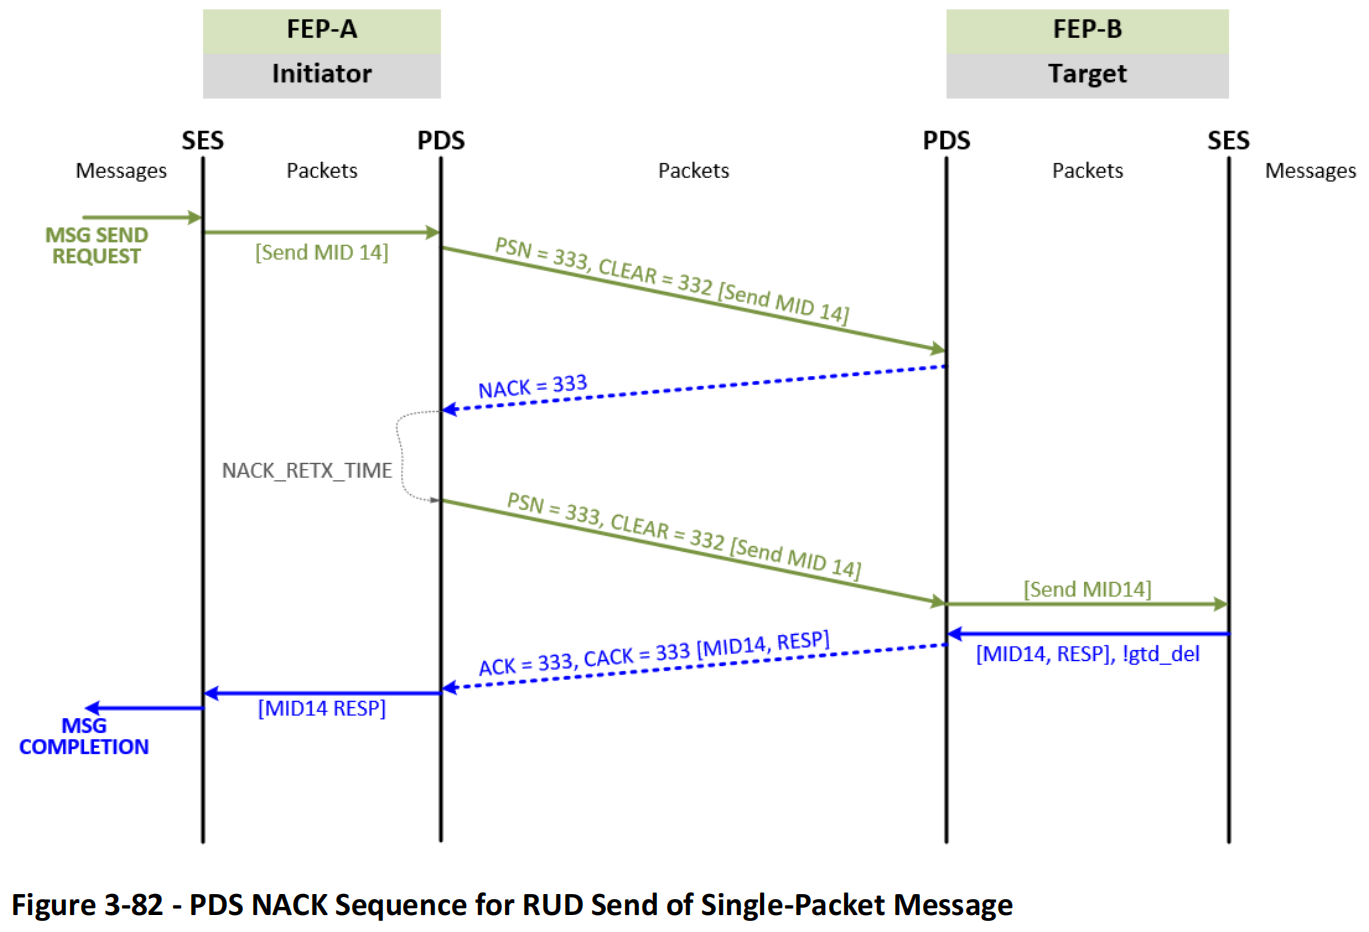 FEP-A
Initiator
FEP-B
Target
SES
PDS
PDS
SES
Messages
Packets
Packets
Packets
Messages
MSG SEND
REQUEST
[Send MID 14]
PSN = 333, CLEAR = 332 [Send MID 14]
NACK = 333
NACK_RETX_TIME
PSN = 333, CLEAR = 332 [Send MID 14]
[Send MID14]
[MID14, RESP], !gtd_del
ACK = 333, CACK = 333 [MID14, RESP]
[MID14 RESP]
MSG
COMPLETION
Figure 3-82 - PDS NACK Sequence for RUD Send of Single-Packet Message